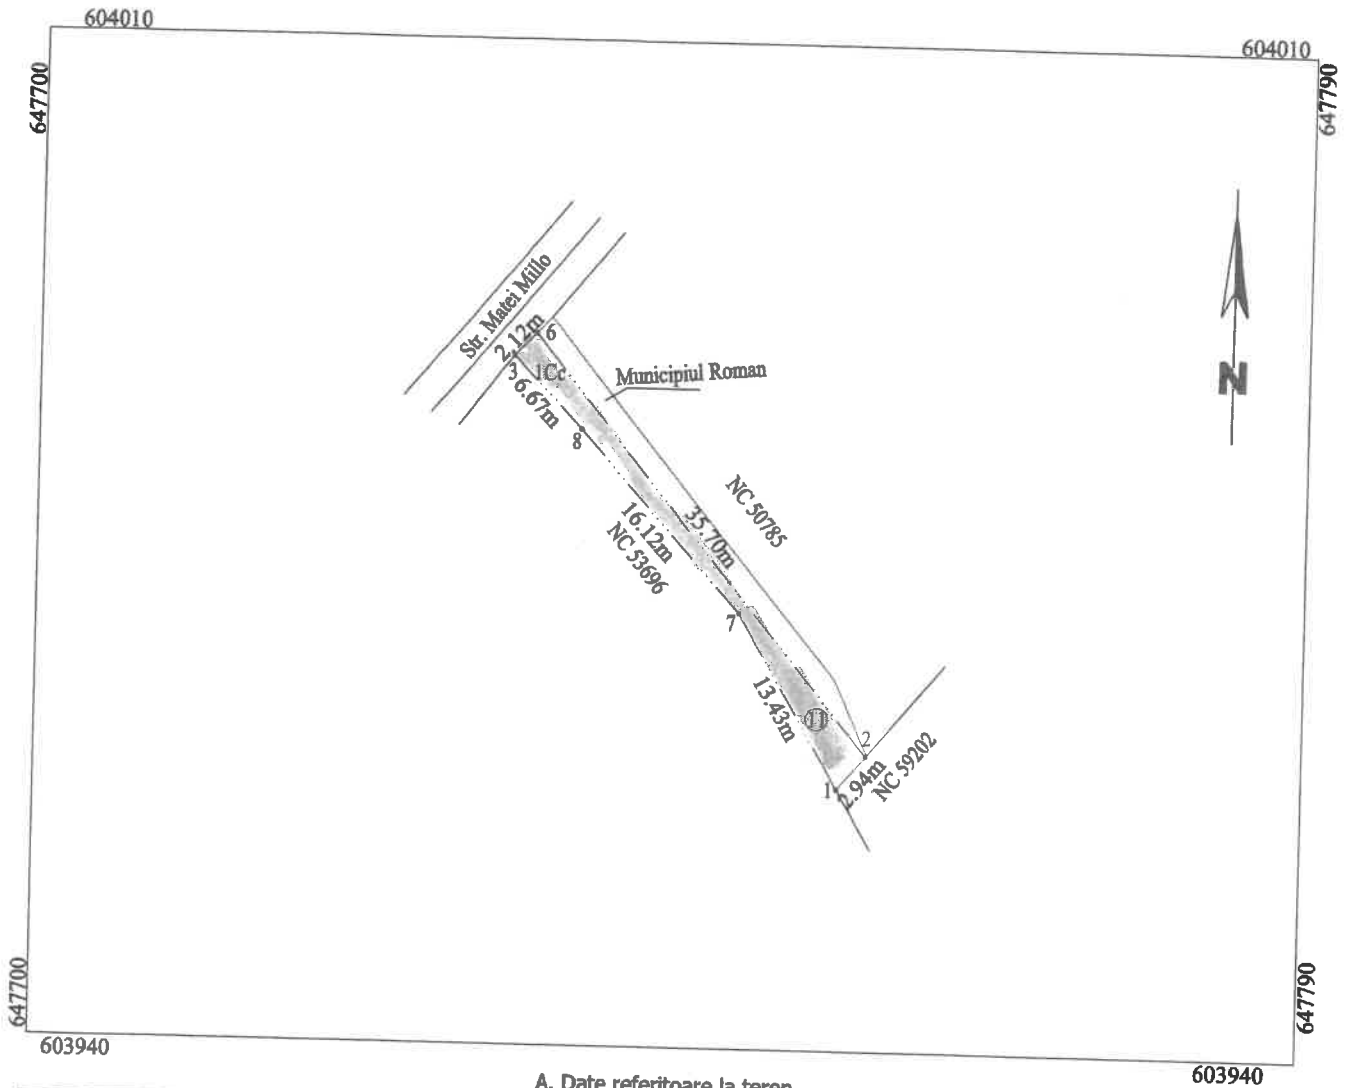 604010
604010
647700
647790
Str. Matei Millo
2.12m
6
3
1Cc
Municipiul Roman
6.67m
8
N
NC 50785
35.70m
16.12m
NC 53696
7
13.43m
11
2
1
2.94m
NC 59202
647700
647790
603940
603940
A. Date referitoare la teren